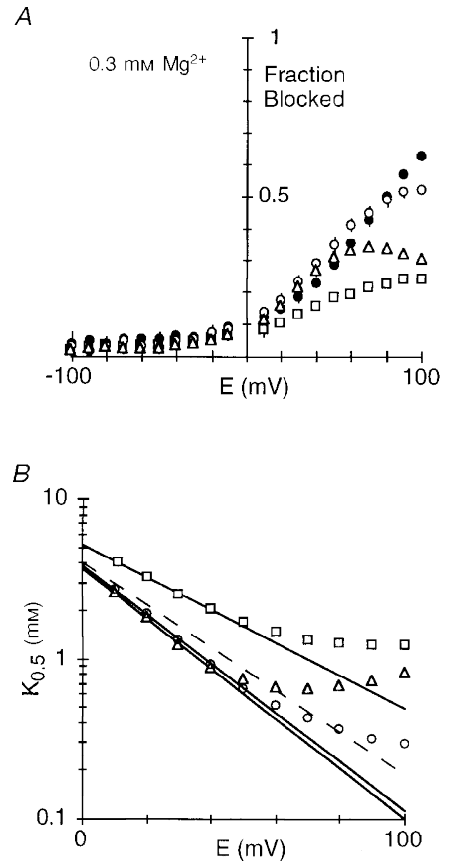 A
1
0.3 mM Mg2+
Fraction
Blocked
0.5
-100
100
E (mV)
B
10
K0.5 (mM)
1
0.1
0
100
E (mV)